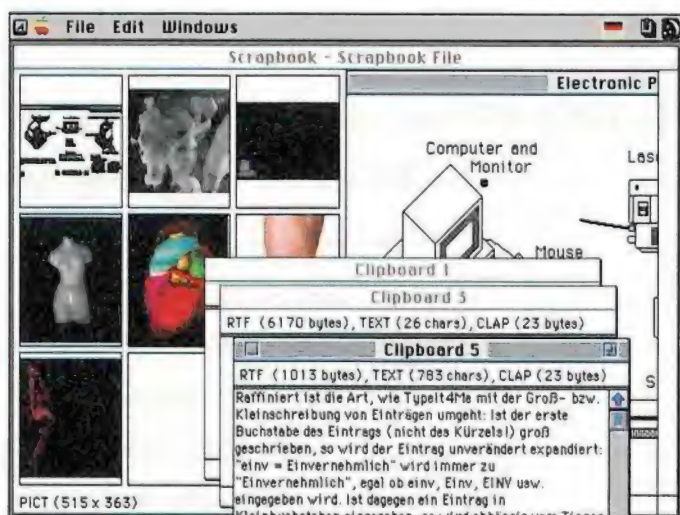 File Edit Windows
Scrapbook - Scrapbook File
Electronic P
Computer and
Monitor
Las
Mouse
Clipboard 1
Clipboard 3
RTF (6170 bytes), TEXT (26 chars), CLAP (23 bytes)
Clipboard 5
RTF (1013 bytes), TEXT (783 chars), CLAP (23 bytes)
S
Raffiniert ist die Art, wie TypeIt4Me mit der Groß- bzw.
Kleinschreibung von Einträgen umgeht: Ist der erste
Buchstabe des Eintrags (nicht des Kürzels!) groß
geschrieben, so wird der Eintrag unverändert expandiert:
"einv = Einvernehmlich" wird immer zu
"Einvernehmlich", egal ob einv, Einv, EINV usw.
eingegeben wird. Ist dagegen ein Eintrag in
PICT (515 x 363)